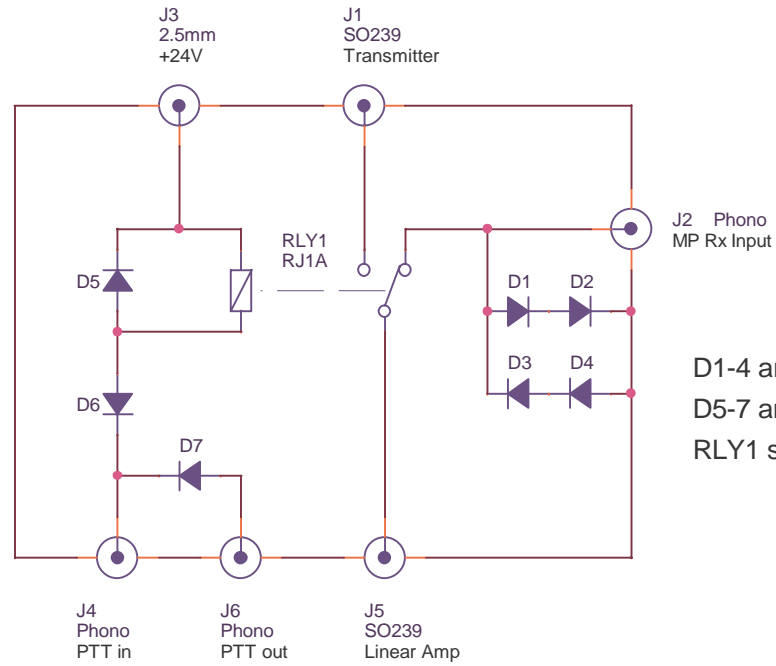 J3
2.5mm
+24V
J1
SO239
Transmitter
J2 Phono
MP Rx Input
RLY1
RJ1A
D5
D1
D2
D3
D4
D6
D7
D1-4 ar
D5-7 ar
RLY1 s
J4
Phono
PTT in
J6
Phono
PTT out
J5
SO239
Linear Amp